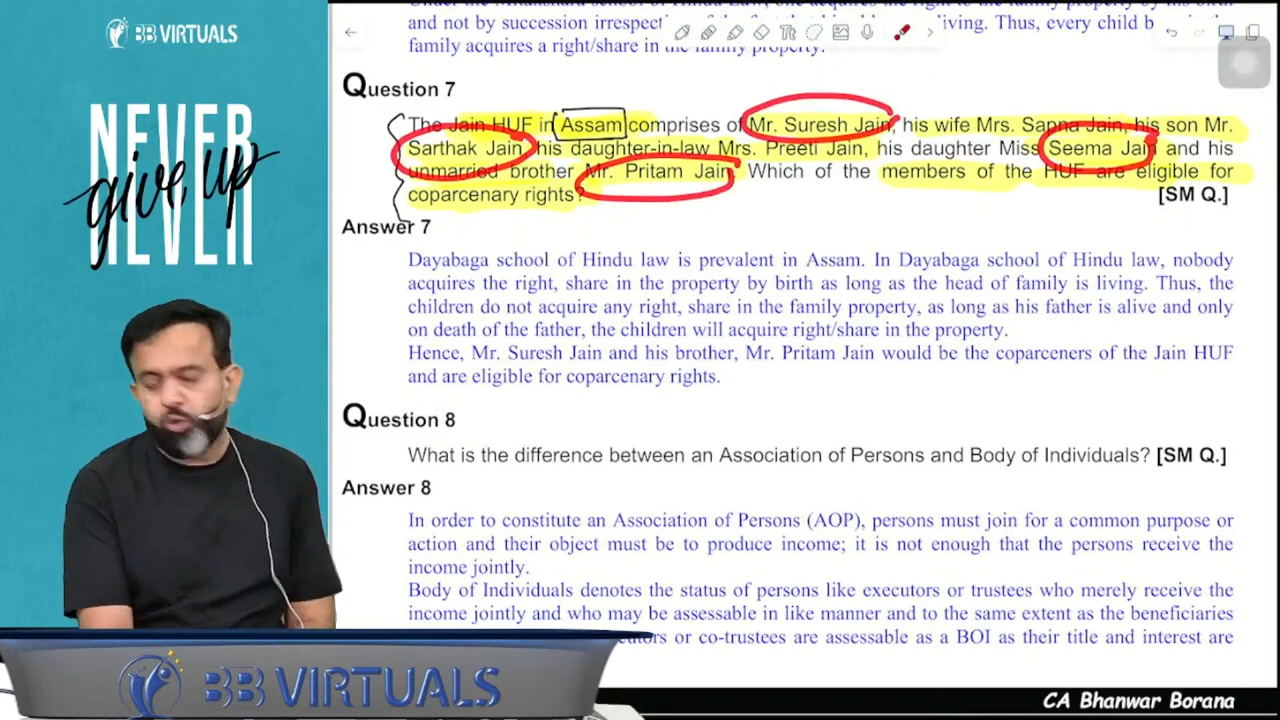 BB VIRTUALS
NEVER
give up
NEVER
and not by succession
living. Thus, every child
family acquires a right/share in the family property.
Question 7
The Jain HUF in Assam comprises of Mr. Suresh Jain, his wife Mrs. Sapna Jain, his son Mr.
Sarthak Jain, his daughter-in-law Mrs. Preeti Jain, his daughter Miss Seema Jain and his
unmarried brother Mr. Pritam Jain. Which of the members of the HUF are eligible for
coparcenary rights? [SM Q.]
Answer 7
Dayabaga school of Hindu law is prevalent in Assam. In Dayabaga school of Hindu law, nobody
acquires the right, share in the property by birth as long as the head of family is living. Thus, the
children do not acquire any right, share in the family property, as long as his father is alive and only
on death of the father, the children will acquire right/share in the property.
Hence, Mr. Suresh Jain and his brother, Mr. Pritam Jain would be the coparceners of the Jain HUF
and are eligible for coparcenary rights.
Question 8
What is the difference between an Association of Persons and Body of Individuals? [SM Q.]
Answer 8
In order to constitute an Association of Persons (AOP), persons must join for a common purpose or
action and their object must be to produce income; it is not enough that the persons receive the
income jointly.
Body of Individuals denotes the status of persons like executors or trustees who merely receive the
income jointly and who may be assessable in like manner and to the same extent as the beneficiaries
or co-trustees are assessable as a BOI as their title and interest are
BB VIRTUALS
CA Bhanwar Borana